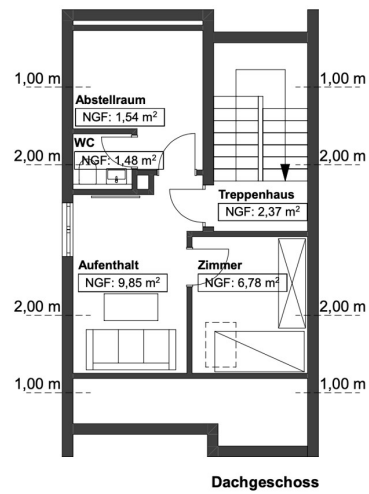 1,00 m
1,00 m
Abstellraum
NGF: 1,54 m²
WC
NGF: 1,48 m²
2,00 m
2,00 m
Treppenhaus
NGF: 2,37 m²
Aufenthalt
NGF: 9,85 m²
Zimmer
NGF: 6,78 m²
2,00 m
2,00 m
1,00 m
1,00 m
Dachgeschoss